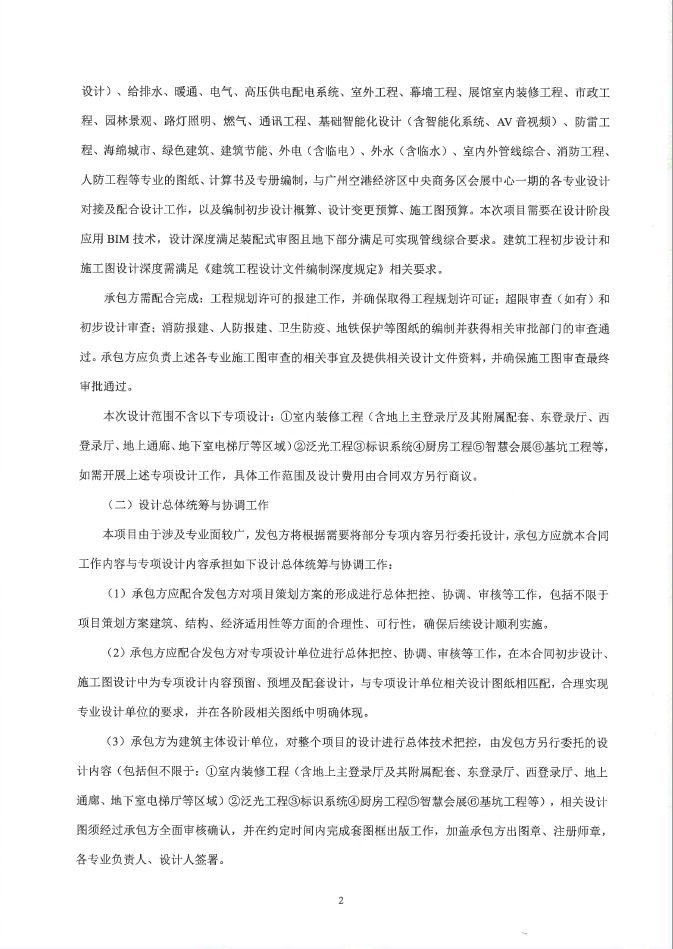 设计）、给排水、暖通、电气、高压供电配电系统、室外工程、幕墙工程、展馆室内装修工程、市政工
程、园林景观、路灯照明、燃气、通讯工程、基础智能化设计（含智能化系统、AV 音视频）、防雷工
程、海绵城市、绿色建筑、建筑节能、外电（含临电）、外水（含临水）、室内外管线综合、消防工程、
人防工程等专业的图纸、计算书及专册编制，与广州空港经济区中央商务区会展中心一期的各专业设计
对接及配合设计工作，以及编制初步设计概算、设计变更预算、施工图预算。本次项目需要在设计阶段
应用 BIM 技术，设计深度满足装配式审图且地下部分满足可实现管线综合要求。建筑工程初步设计和
施工图设计深度需满足《建筑工程设计文件编制深度规定》相关要求。
承包方需配合完成：工程规划许可的报建工作，并确保取得工程规划许可证；超限审查（如有）和
初步设计审查；消防报建、人防报建、卫生防疫、地铁保护等图纸的编制并获得相关审批部门的审查通
过。承包方应负责上述各专业施工图审查的相关事宜及提供相关设计文件资料，并确保施工图审查最终
审批通过。
本次设计范围不含以下专项设计：①室内装修工程（含地上主登录厅及其附属配套、东登录厅、西
登录厅、地上通廊、地下室电梯厅等区域）②泛光工程③标识系统④厨房工程⑤智慧会展⑥基坑工程等，
如需开展上述专项设计工作，具体工作范围及设计费用由合同双方另行商议。
（二）设计总体统筹与协调工作
本项目由于涉及专业面较广，发包方将根据需要将部分专项内容另行委托设计，承包方应就本合同
工作内容与专项设计内容承担如下设计总体统筹与协调工作：
（1）承包方应配合发包方对项目策划方案的形成进行总体把控、协调、审核等工作，包括不限于
项目策划方案建筑、结构、经济适用性等方面的合理性、可行性，确保后续设计顺利实施。
（2）承包方应配合发包方对专项设计单位进行总体把控、协调、审核等工作，在本合同初步设计、
施工图设计中为专项设计内容预留、预埋及配套设计，与专项设计单位相关设计图纸相匹配，合理实现
专业设计单位的要求，并在各阶段相关图纸中明确体现。
（3）承包方为建筑主体设计单位，对整个项目的设计进行总体技术把控，由发包方另行委托的设
计内容（包括但不限于：①室内装修工程（含地上主登录厅及其附属配套、东登录厅、西登录厅、地上
通廊、地下室电梯厅等区域）②泛光工程③标识系统④厨房工程⑤智慧会展⑥基坑工程等），相关设计
图须经过承包方全面审核确认，并在约定时间内完成套图框出版工作，加盖承包方出图章、注册师章，
各专业负责人、设计人签署。
2